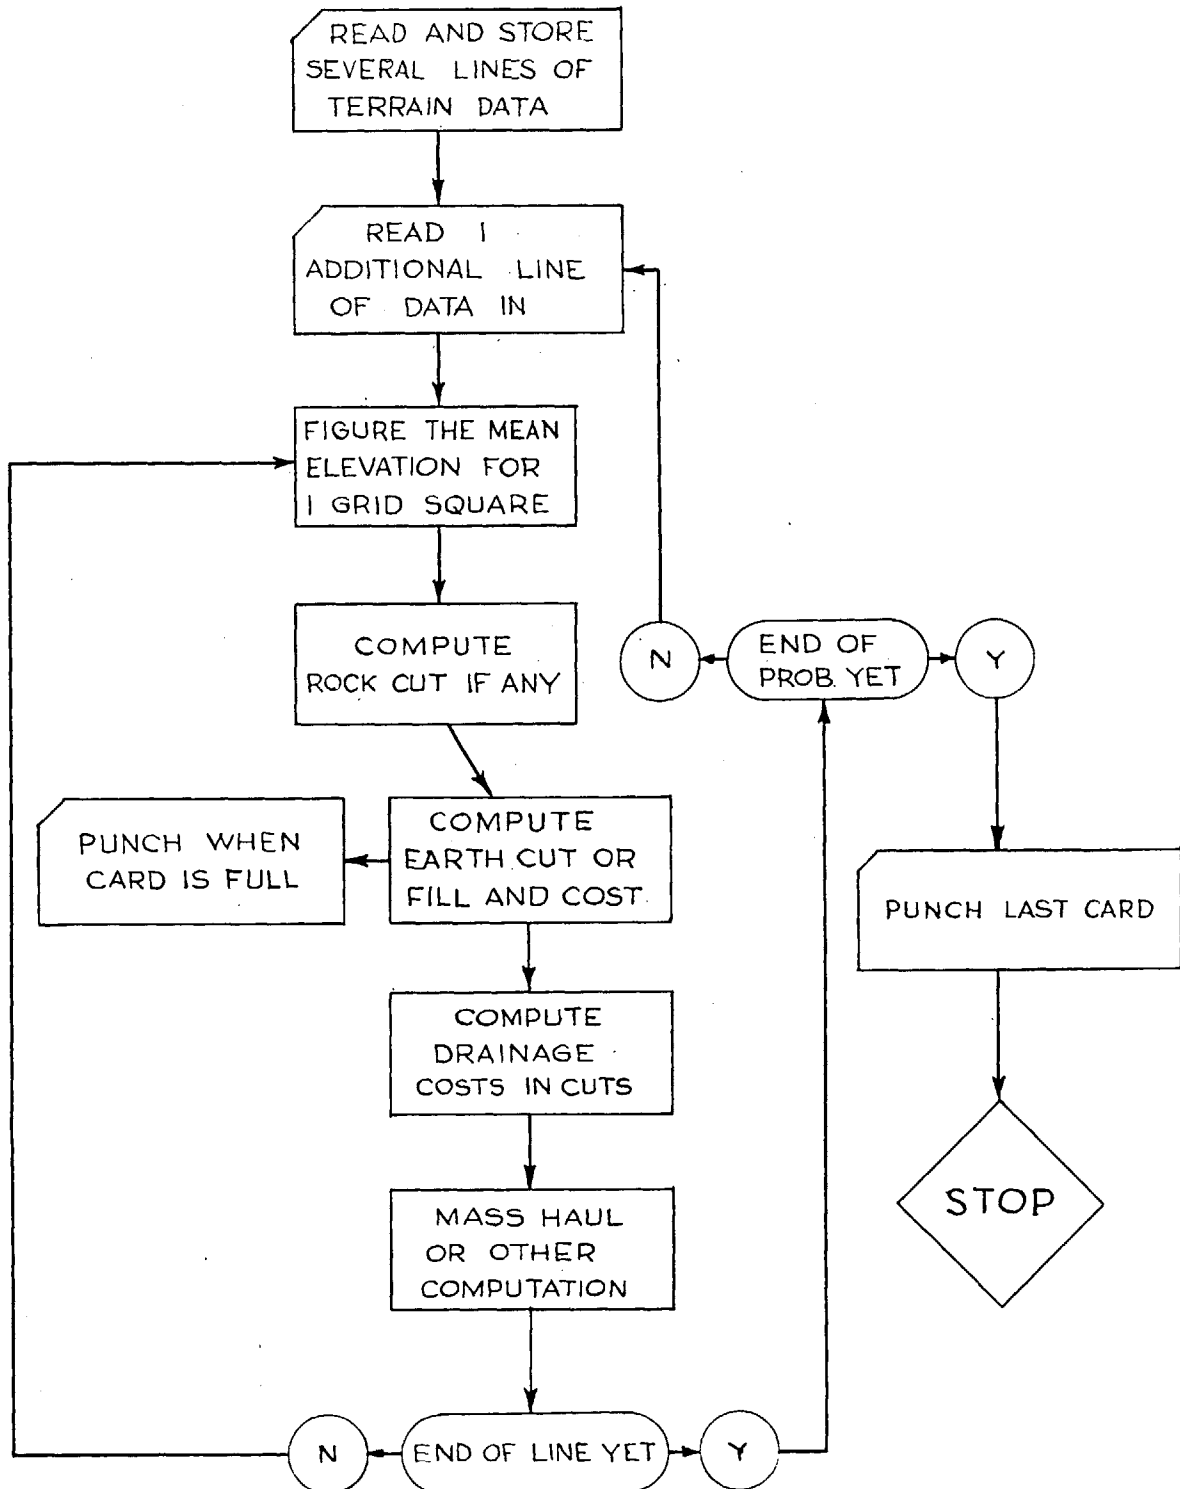 READ AND STORE
SEVERAL LINES OF
TERRAIN DATA
READ 1
ADDITIONAL LINE
OF DATA IN
FIGURE THE MEAN
ELEVATION FOR
1 GRID SQUARE
COMPUTE
ROCK CUT IF ANY
N
END OF
PROB. YET
Y
PUNCH WHEN
CARD IS FULL
COMPUTE
EARTH CUT OR
FILL AND COST.
PUNCH LAST CARD
COMPUTE
DRAINAGE
COSTS IN CUTS
MASS HAUL
OR OTHER
COMPUTATION
STOP
N
END OF LINE YET
Y